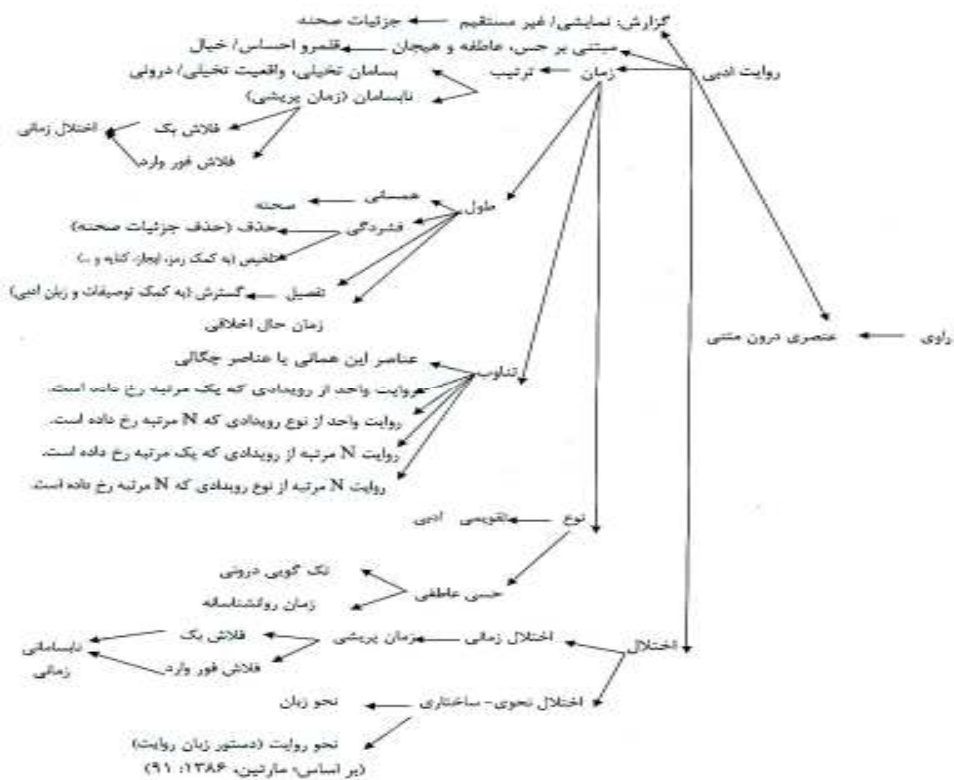 گزارش: نمایشی/ غیر مستقیم جزئیات صحنه
مبتنی بر حس، عاطفه و هیجان قلمرو احساس/ خیال
روایت ادبی زمان ترتیب بسامان تخیلی، واقعیت تخیلی/ درونی
نابسامان (زمان پریشی)
فلاش بک اختلال زمانی
فلاش فور وارد
طول همسانی صحنه
فشردگی حذف (حذف جزئیات صحنه)
تلخیص (به کمک رمز، ایجاز، کنایه و ..)
تفصیل گسترش (به کمک توصیفات و زبان ادبی)
زمان حال اخلاقی
راوی عنصری درون متنی
تناوب عناصر این همانی یا عناصر چگالی
روایت واحد از رویدادی که یک مرتبه رخ داده است.
روایت واحد از نوع رویدادی که N مرتبه رخ داده است.
روایت N مرتبه از رویدادی که یک مرتبه رخ داده است.
روایت N مرتبه از نوع رویدادی که N مرتبه رخ داده است.
نوع تقویمی ادبی
حسی عاطفی تک گویی درونی
زمان روانشناسانه
اختلال اختلال زمانی زمان پریشی فلاش بک نابسامانی
فلاش فور وارد زمانی
اختلال نحوی- ساختاری نحو زبان
نحو روایت (دستور زبان روایت)
(بر اساس: مارتین، ۱۳۸۶: ۹۱)